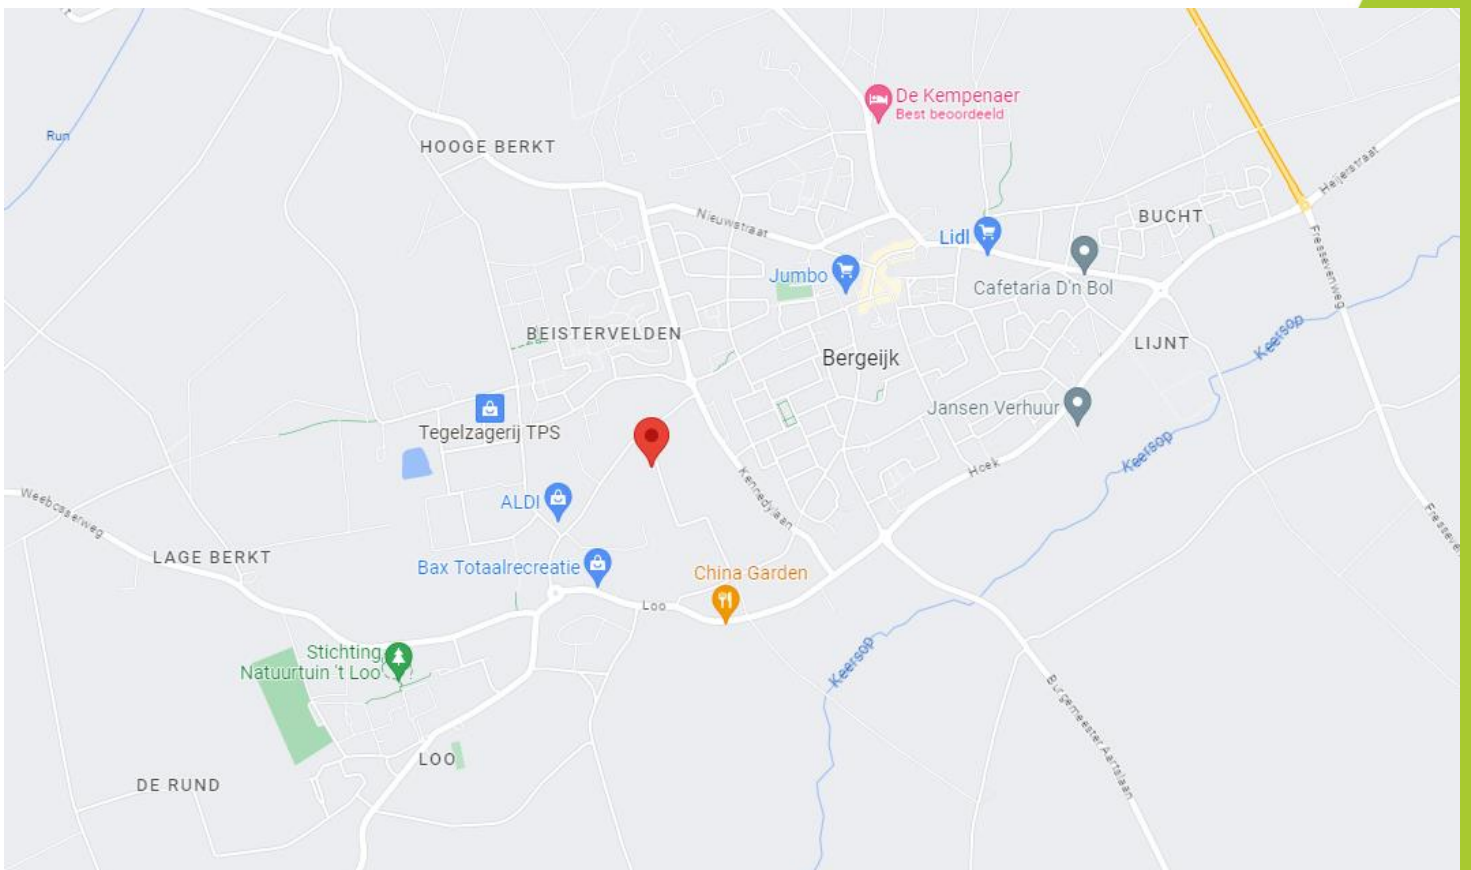 De Kempenaer
Best beoordeeld
Run
HOOGE BERKT
Heijerstraat
Nieuwstraat
BUCHT
Lidl
Jumbo
Cafetaria D'n Bol
Fressevenweg
BEISTERVELDEN
Keersop
LIJNT
Bergeijk
Jansen Verhuur
Tegelzagerij TPS
Keersop
Hoek
Kennedylaan
ALDI
Weebosserweg
Fresseven
LAGE BERKT
Bax Totaalrecreatie
China Garden
Loo
Stichting
Natuurtuin 't Loo
Keersop
Burgemeester Aartslaan
LOO
DE RUND